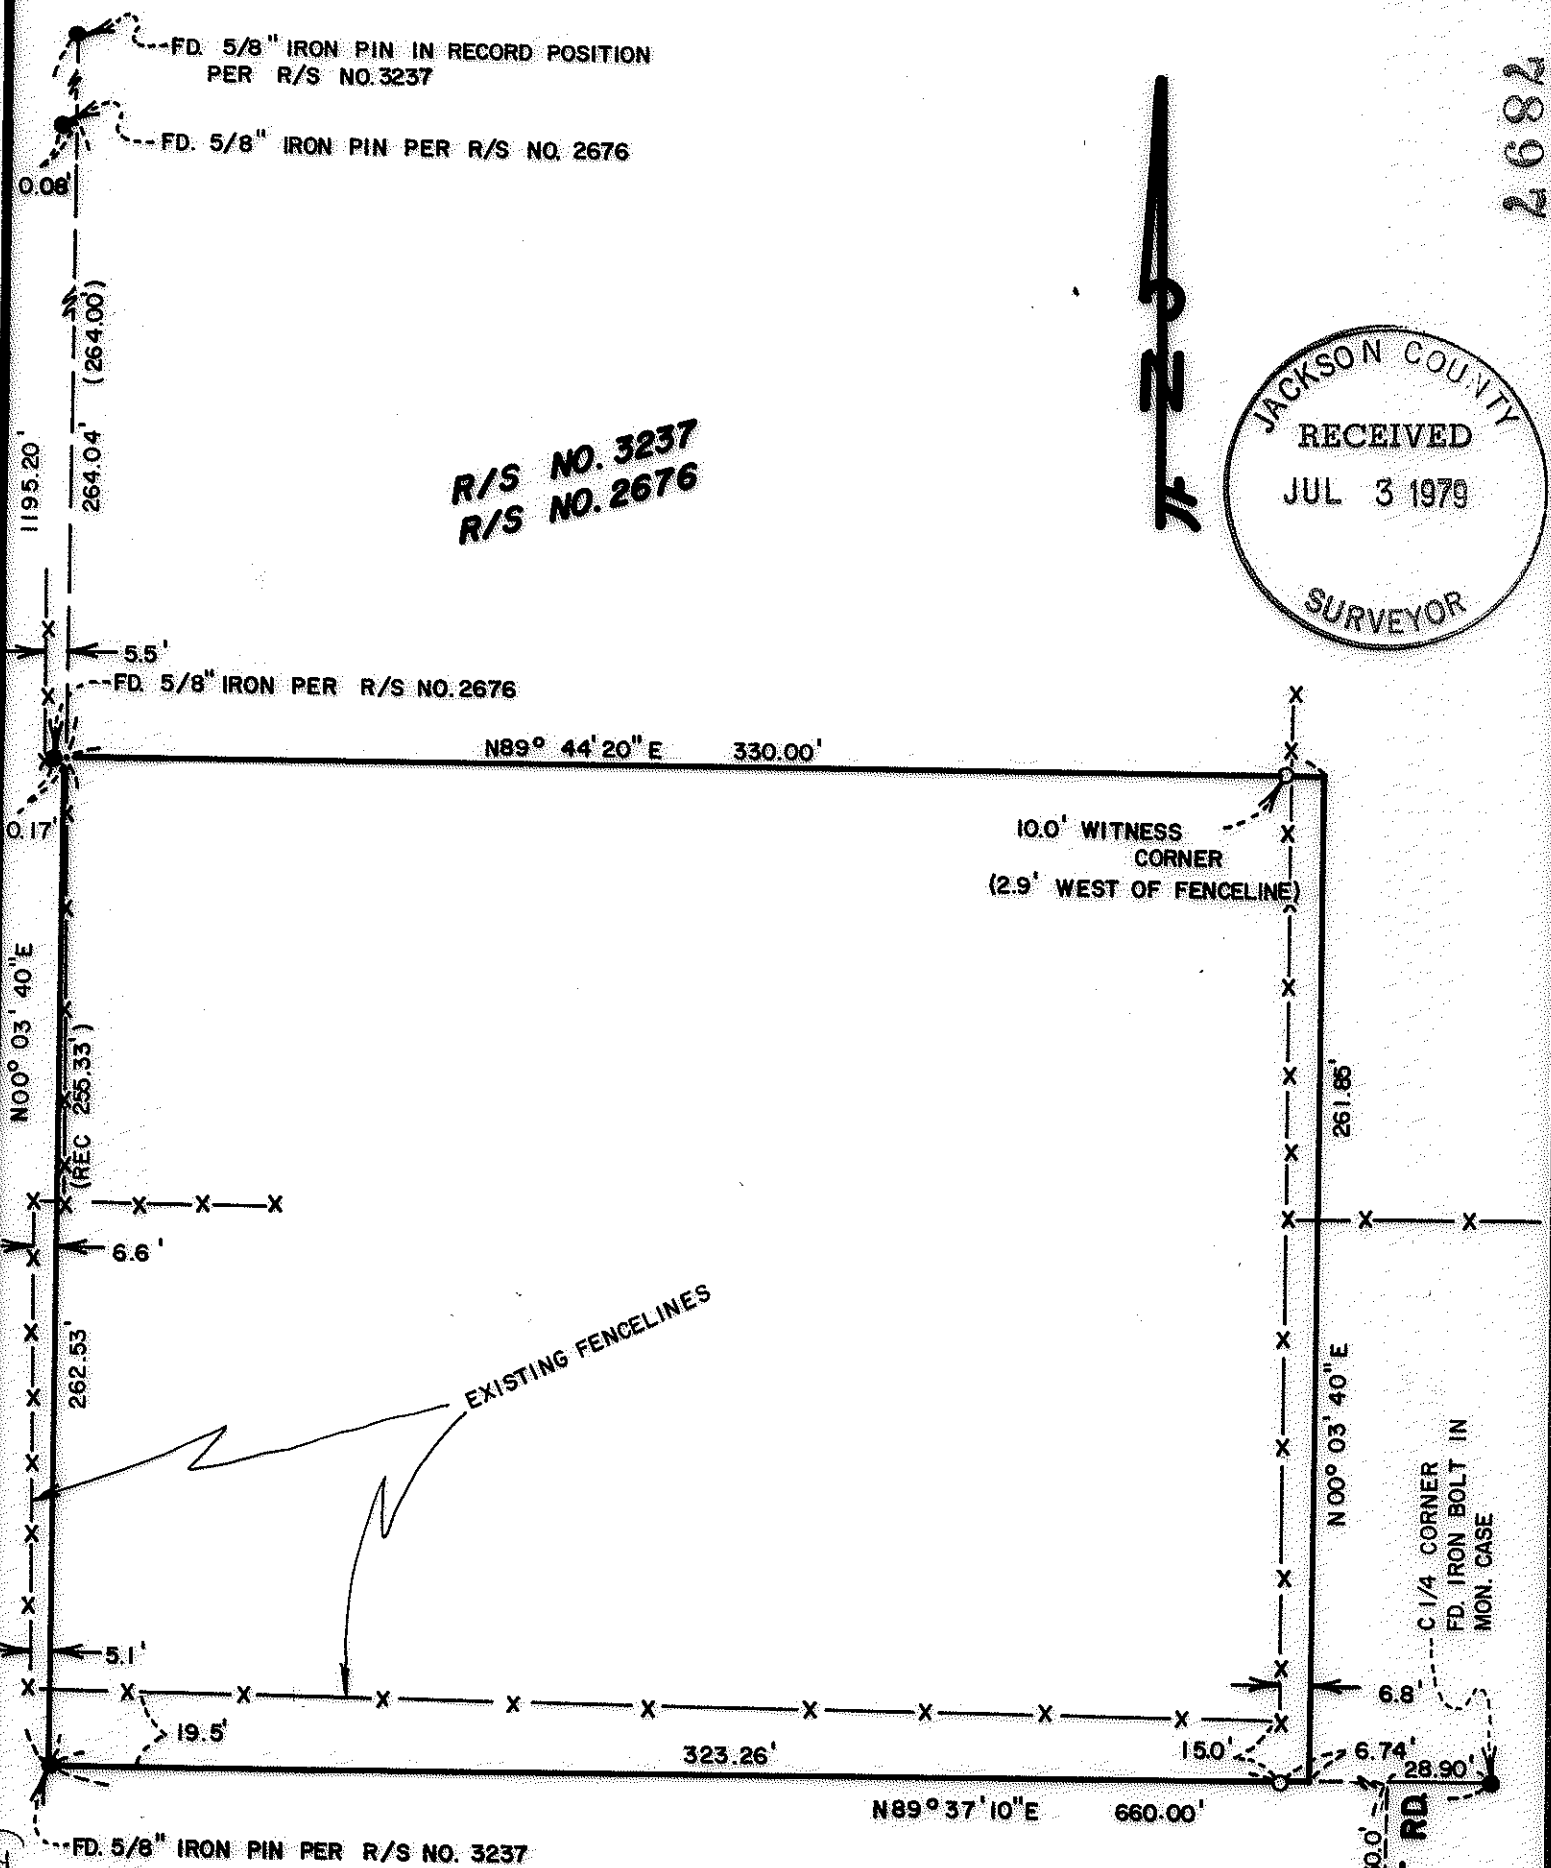 FD. 5/8" IRON PIN IN RECORD POSITION
PER R/S NO. 3237
FD. 5/8" IRON PIN PER R/S NO. 2676
0.08'
7897
N
JACKSON COUNTY
RECEIVED
JUL 3 1979
SURVEYOR
1195.20'
264.04' (264.00)
R/S NO. 3237
R/S NO. 2676
5.5'
FD. 5/8" IRON PER R/S NO. 2676
N89° 44' 20" E 330.00'
0.17'
10.0' WITNESS
CORNER
(2.9' WEST OF FENCELINE)
N00° 03' 40" E
(REC 255.33')
261.85'
6.6'
262.53'
EXISTING FENCELINES
N 00° 03' 40" E
C 1/4 CORNER
FD. IRON BOLT IN
MON. CASE
5.1'
19.5'
6.8'
323.26'
15.0'
6.74'
28.90'
N89° 37' 10" E 660.00'
RD.
FD. 5/8" IRON PIN PER R/S NO. 3237